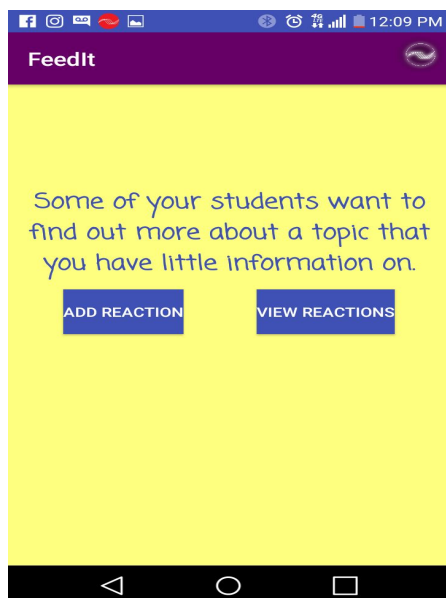 12:09 PM
FeedIt
Some of your students want to
find out more about a topic that
you have little information on.
ADD REACTION VIEW REACTIONS